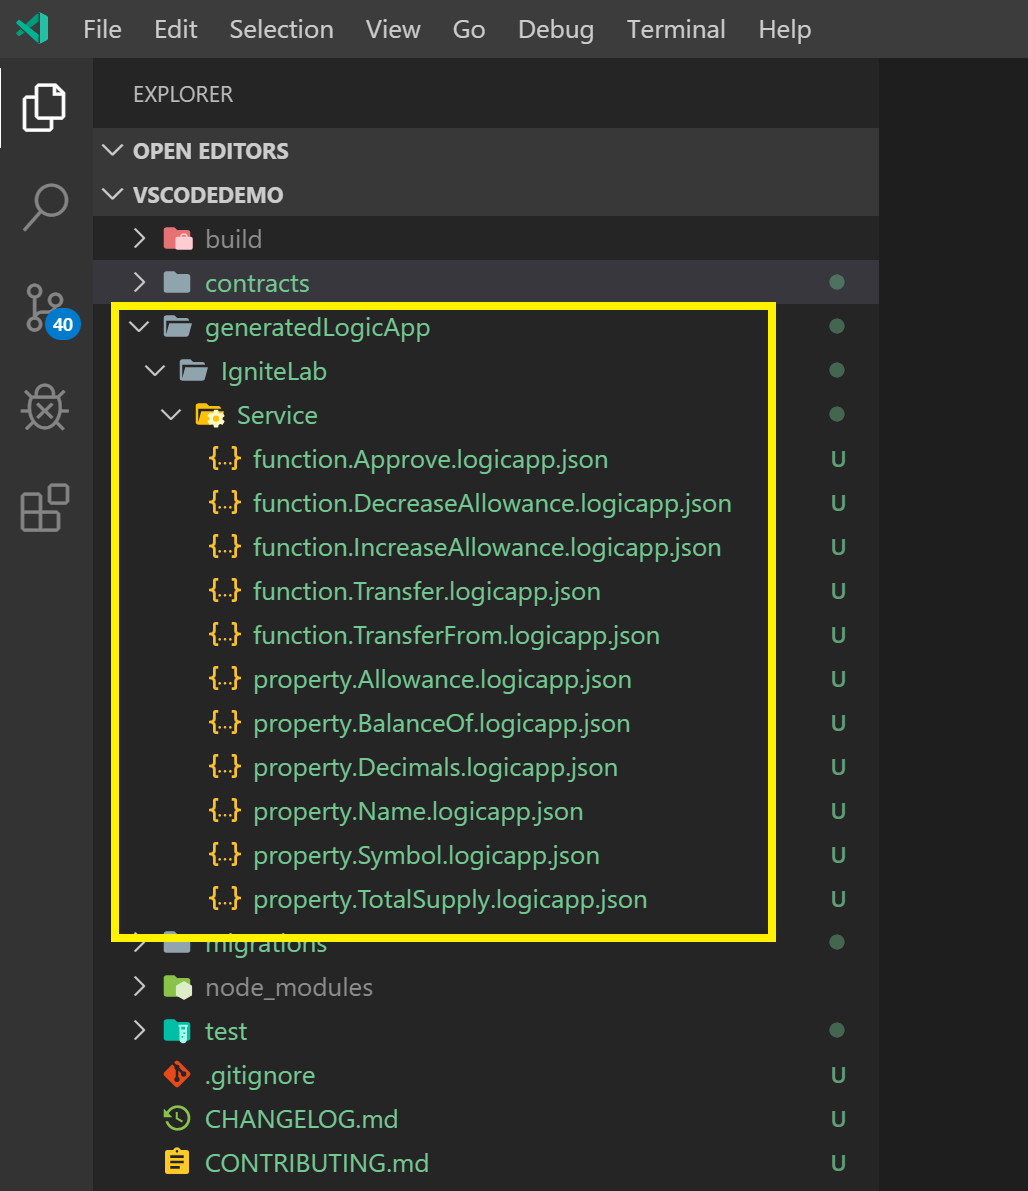 File Edit Selection View Go Debug Terminal Help
EXPLORER
OPEN EDITORS
VSCODEDEMO
build
contracts
generatedLogicApp
IgniteLab
Service
{...} function.Approve.logicapp.json U
{...} function.DecreaseAllowance.logicapp.json U
{...} function.IncreaseAllowance.logicapp.json U
{...} function.Transfer.logicapp.json U
{...} function.TransferFrom.logicapp.json U
{...} property.Allowance.logicapp.json U
{...} property.BalanceOf.logicapp.json U
{...} property.Decimals.logicapp.json U
{...} property.Name.logicapp.json U
{...} property.Symbol.logicapp.json U
{...} property.TotalSupply.logicapp.json U
migrations
node_modules
test
.gitignore U
CHANGELOG.md U
CONTRIBUTING.md U
40